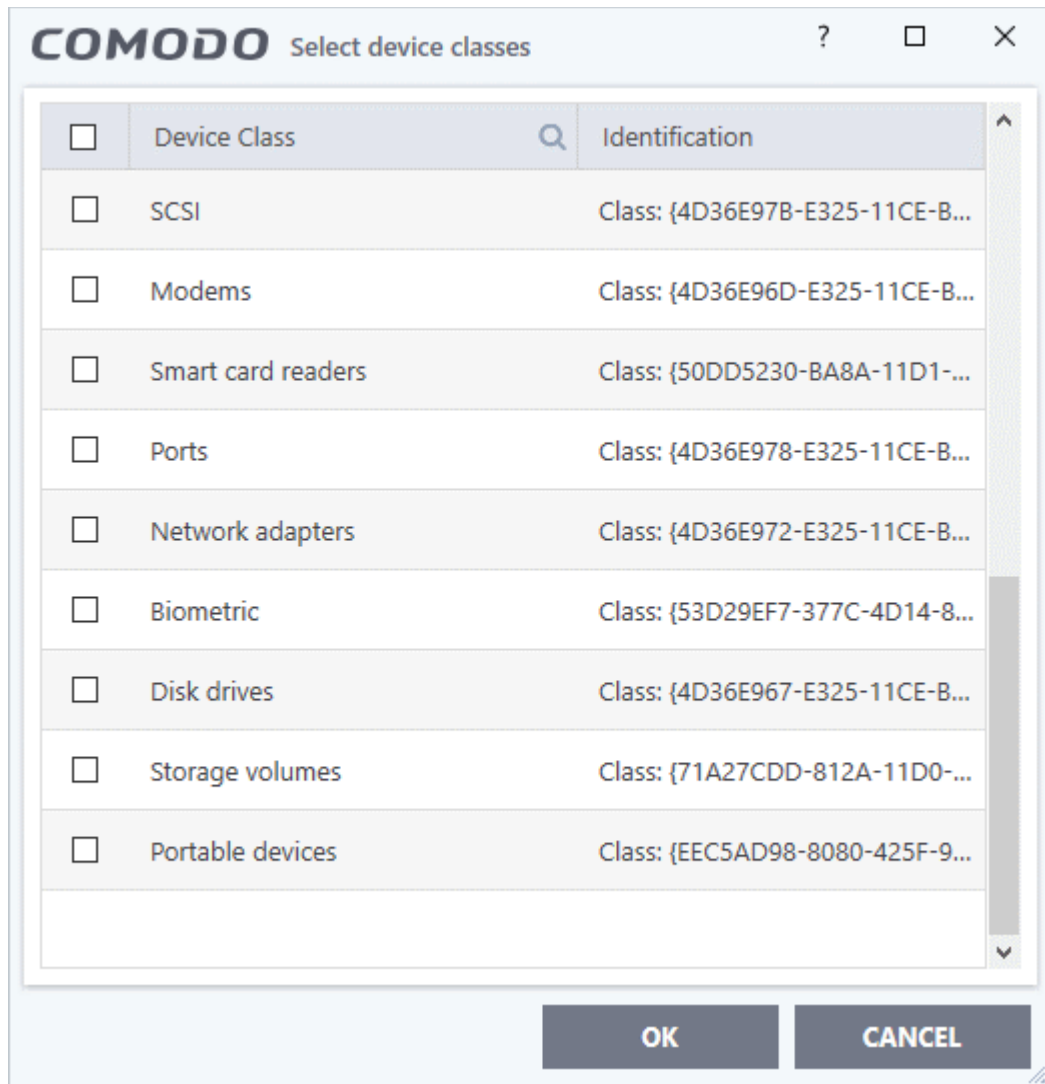 COMODO Select device classes ?
Device Class Identification
SCSI Class: {4D36E97B-E325-11CE-B...
Modems Class: {4D36E96D-E325-11CE-B...
Smart card readers Class: {50DD5230-BA8A-11D1-...
Ports Class: {4D36E978-E325-11CE-B...
Network adapters Class: {4D36E972-E325-11CE-B...
Biometric Class: {53D29EF7-377C-4D14-8...
Disk drives Class: {4D36E967-E325-11CE-B...
Storage volumes Class: {71A27CDD-812A-11D0-...
Portable devices Class: {EEC5AD98-8080-425F-9...
OK CANCEL